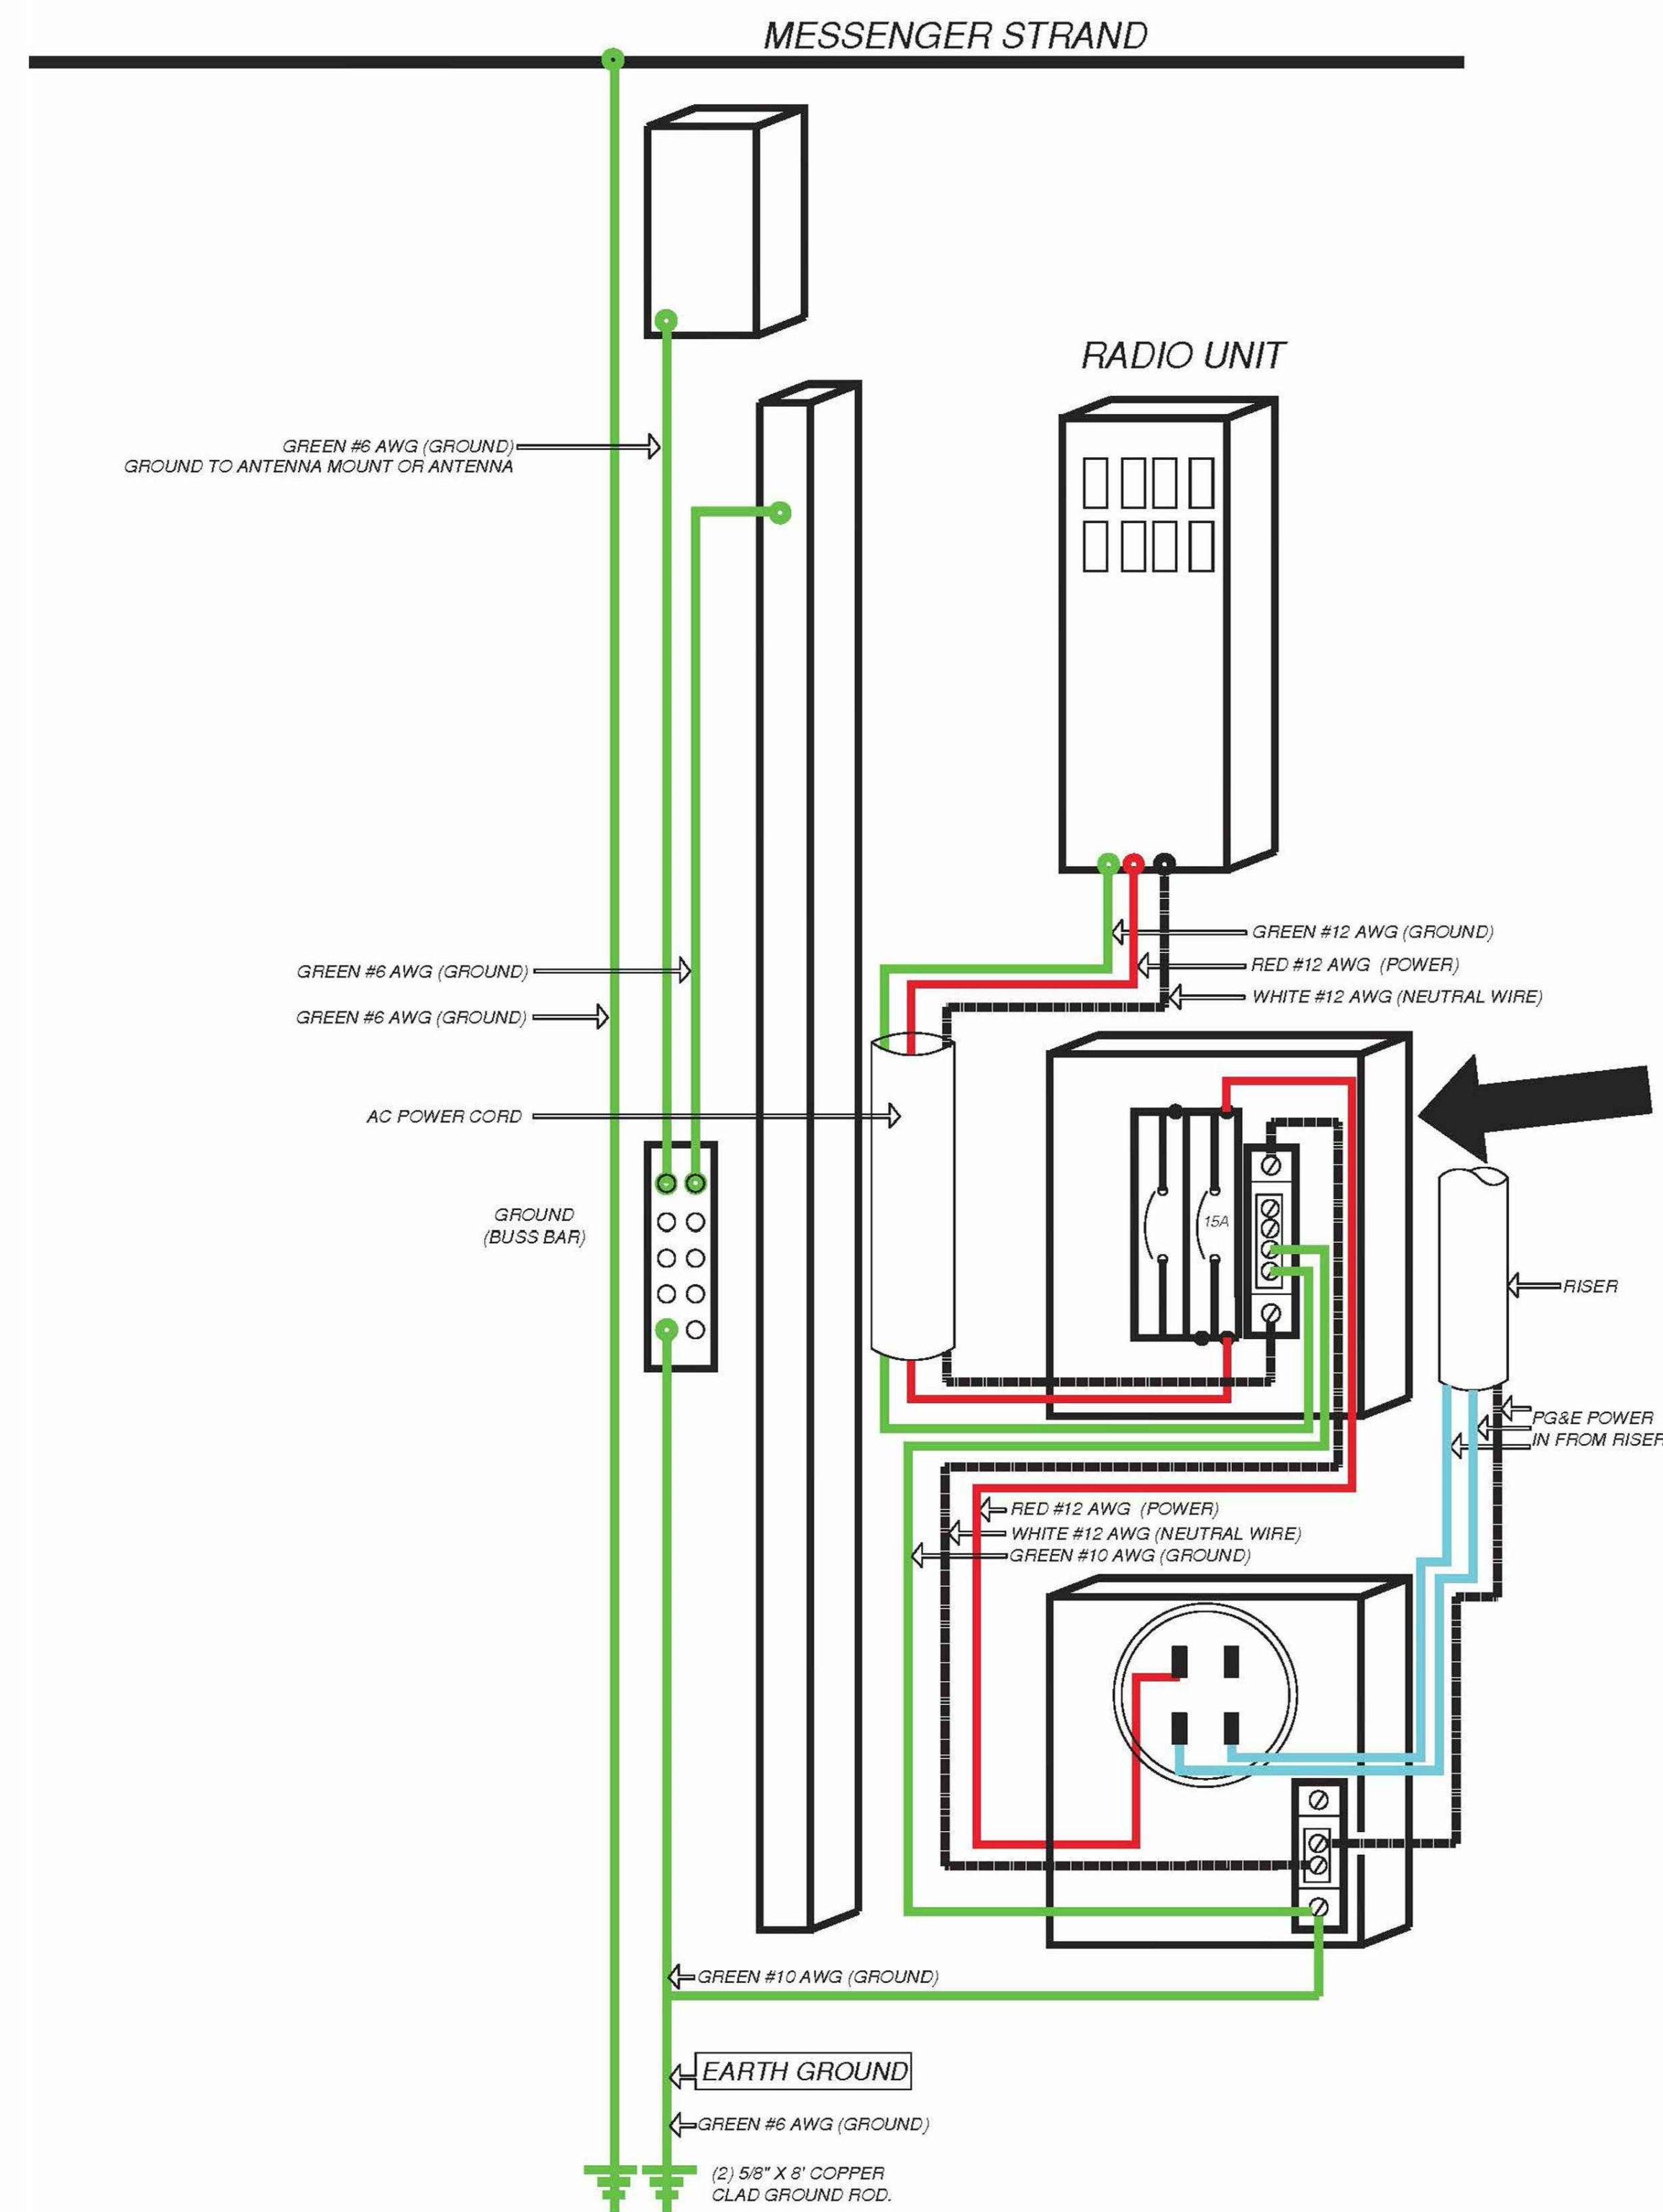 MESSENGER STRAND
RADIO UNIT
GREEN #6 AWG (GROUND)
GROUND TO ANTENNA MOUNT OR ANTENNA
GREEN #12 AWG (GROUND)
RED #12 AWG (POWER)
WHITE #12 AWG (NEUTRAL WIRE)
GREEN #6 AWG (GROUND)
GREEN #6 AWG (GROUND)
AC POWER CORD
GROUND
(BUSS BAR)
15A
RISER
PG&E POWER
IN FROM RISER
RED #12 AWG (POWER)
WHITE #12 AWG (NEUTRAL WIRE)
GREEN #10 AWG (GROUND)
GREEN #10 AWG (GROUND)
EARTH GROUND
GREEN #6 AWG (GROUND)
(2) 5/8" X 8' COPPER
CLAD GROUND ROD.